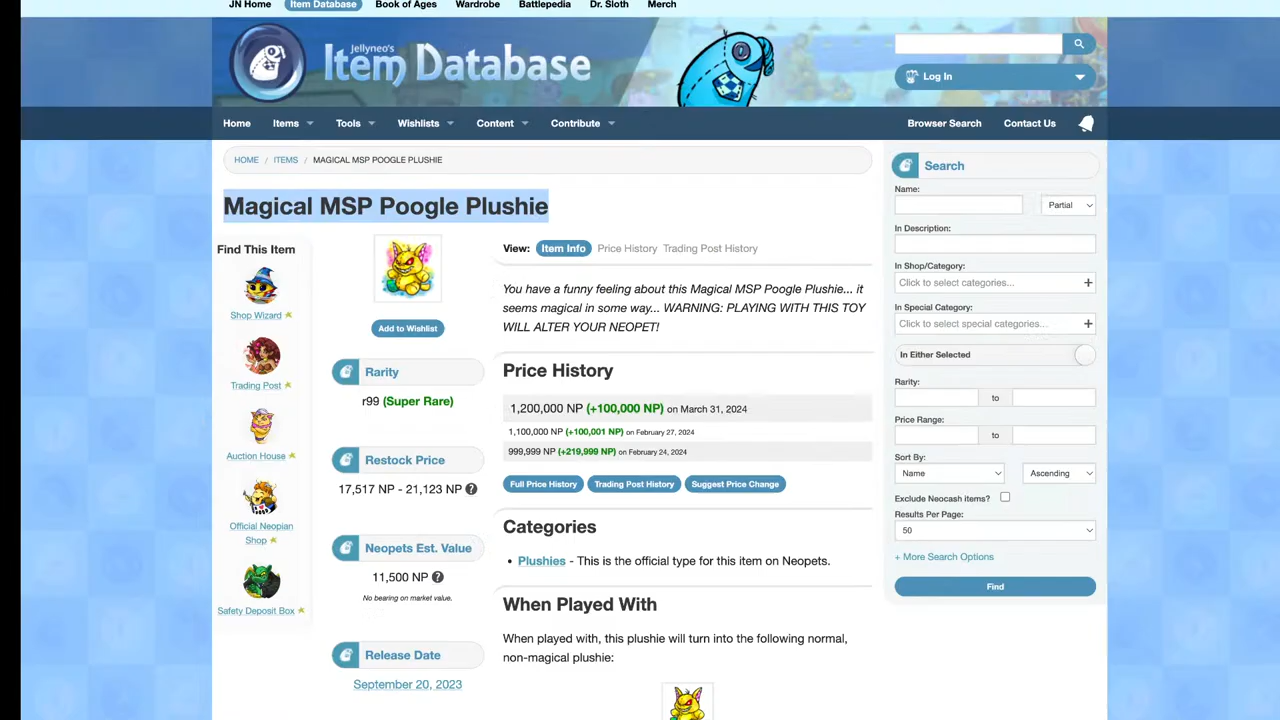 JN Home
Item Database
Book of Ages
Wardrobe
Battlepedia
Dr. Sloth
Merch
Jellyneo's
Item Database
Log In
Home
Items
Tools
Wishlists
Content
Contribute
Browser Search
Contact Us
HOME / ITEMS / MAGICAL MSP POOGLE PLUSHIE
Magical MSP Poogle Plushie
Find This Item
Shop Wizard
Trading Post
Auction House
Official Neopian
Shop
Safety Deposit Box
Add to Wishlist
Rarity
r99 (Super Rare)
Restock Price
17,517 NP - 21,123 NP ?
Neopets Est. Value
11,500 NP ?
No bearing on market value.
Release Date
September 20, 2023
View: Item Info Price History Trading Post History
You have a funny feeling about this Magical MSP Poogle Plushie... it
seems magical in some way... WARNING: PLAYING WITH THIS TOY
WILL ALTER YOUR NEOPET!
Price History
1,200,000 NP (+100,000 NP) on March 31, 2024
1,100,000 NP (+100,001 NP) on February 27, 2024
999,999 NP (+219,999 NP) on February 24, 2024
Full Price History
Trading Post History
Suggest Price Change
Categories
• Plushies - This is the official type for this item on Neopets.
When Played With
When played with, this plushie will turn into the following normal,
non-magical plushie:
Search
Name:
Partial
In Description:
In Shop/Category:
Click to select categories... +
In Special Category:
Click to select special categories... +
In Either Selected
Rarity:
to
Price Range:
to
Sort By:
Name
Ascending
Exclude Neocash items?
Results Per Page:
50
+ More Search Options
Find